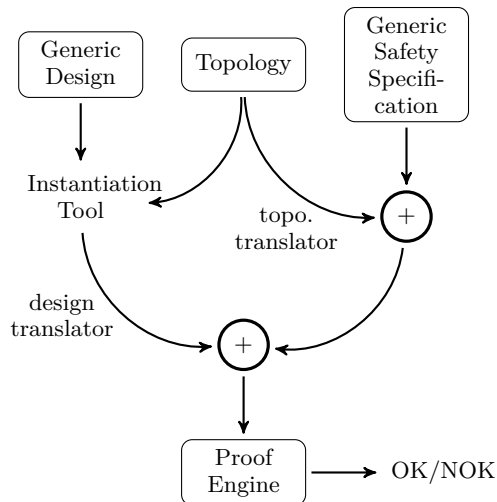 Generic
Design
Topology
Generic
Safety
Specifi-
cation
Instantiation
Tool
topo.
translator
+
design
translator
+
Proof
Engine
OK/NOK